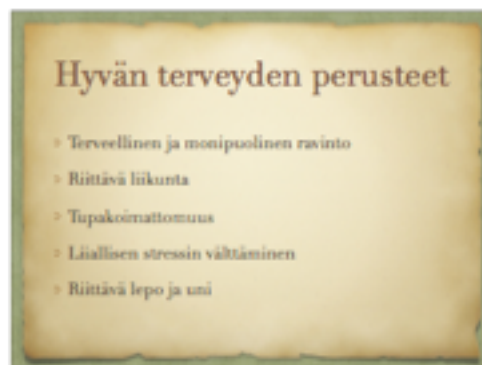 Hyvän terveyden perusteet
Terveellinen ja monipuolinen ravinto
Riittävä liikunta
Tupakoimattomuus
Liiallisen stressin välttäminen
Riittävä lepo ja uni